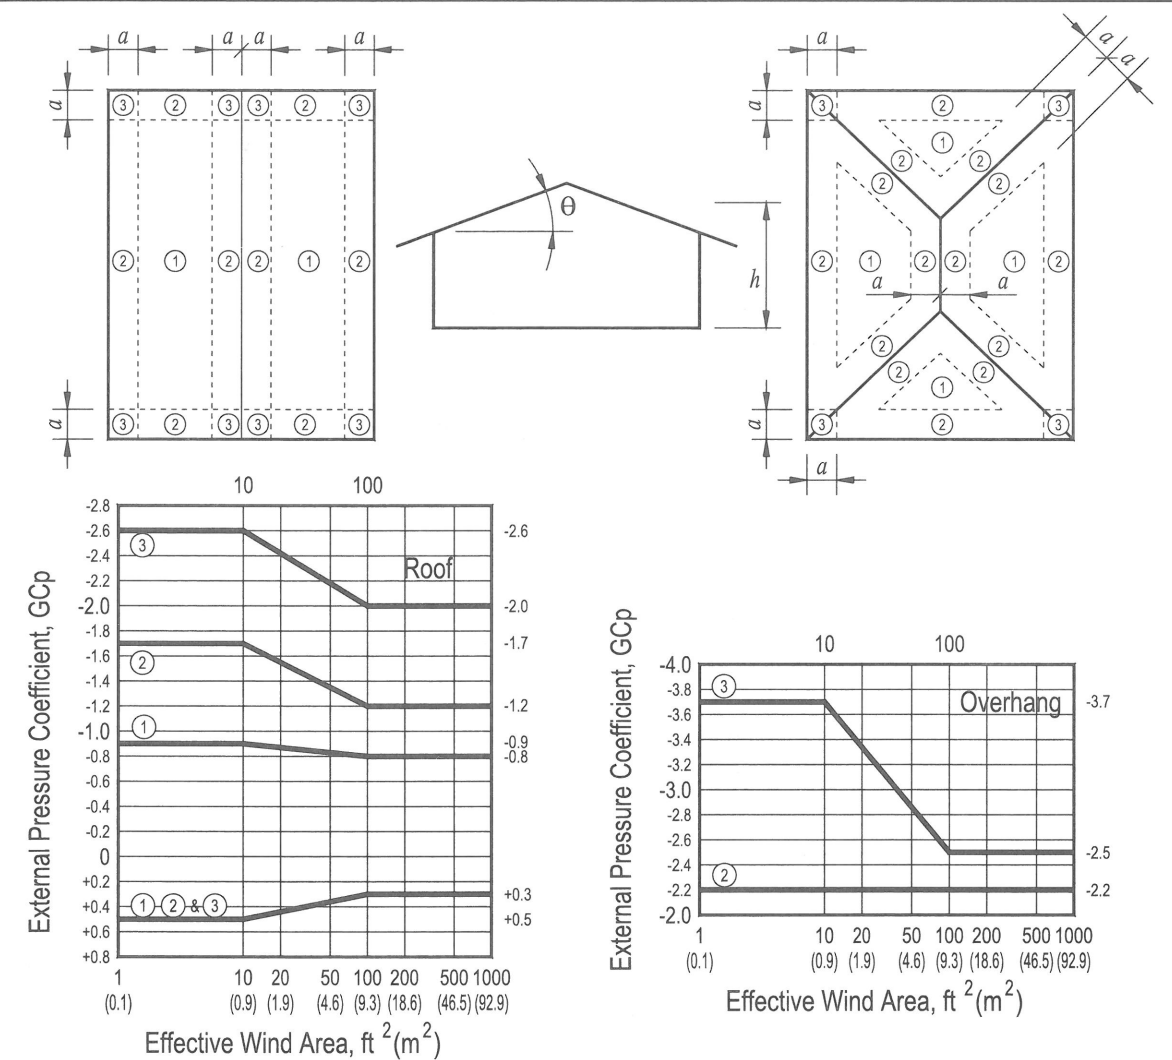 a a a a
a
3 2 3 3 2 3
2 1 2 2 1 2
a
3 2 3 3 2 3
θ
h
a
a a
a
3 2 3
1
2 2
2 2
2 1 2 2 1 2
a a
2 2
2 2
1
a
3 2 3
a
External Pressure Coefficient, GCp
10 100
-2.8
-2.6 -2.6
3
-2.4
Roof
-2.2
-2.0 -2.0
-1.8
-1.7
-1.6
2
-1.4
-1.2 -1.2
-1.0
1
-0.9
-0.8 -0.8
-0.6
-0.4
-0.2
0
+0.2
+0.3
+0.4
1 2 & 3
+0.5
+0.6
+0.8
1 10 20 50 100 200 500 1000
(0.1) (0.9) (1.9) (4.6) (9.3) (18.6) (46.5) (92.9)
Effective Wind Area, ft 2 (m2)
External Pressure Coefficient, GCp
10 100
-4.0
3
-3.8
Overhang
-3.7
-3.6
-3.4
-3.2
-3.0
-2.8
-2.6
-2.5
-2.4
2
-2.2 -2.2
-2.0
1 10 20 50 100 200 500 1000
(0.1) (0.9) (1.9) (4.6) (9.3) (18.6) (46.5) (92.9)
Effective Wind Area, ft 2 (m2)